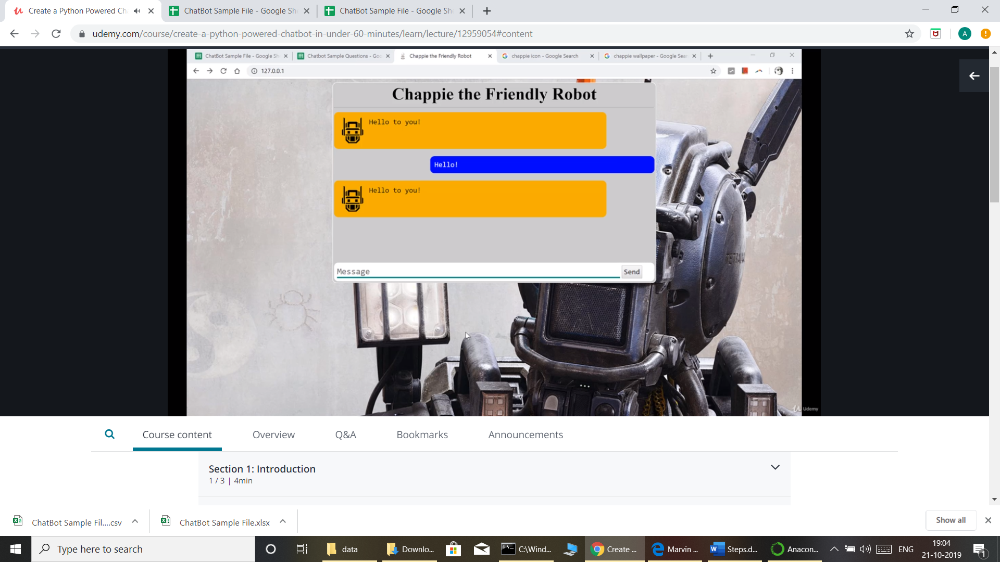 Create a Python Powered Ch
ChatBot Sample File - Google Sh
ChatBot Sample File - Google Sh
udemy.com/course/create-a-python-powered-chatbot-in-under-60-minutes/learn/lecture/12959054#content
A
ChatBot Sample File - Google Sh
Chatbot Sample Questions - Goo
Chappie the Friendly Robot
chappie icon - Google Search
chappie wallpaper - Google Sear
127.0.0.1
Chappie the Friendly Robot
Hello to you!
Hello!
Hello to you!
Message
Send
Udemy
Course content
Overview
Q&A
Bookmarks
Announcements
Section 1: Introduction
1 / 3 | 4min
ChatBot Sample Fil....csv
ChatBot Sample File.xlsx
Show all
Type here to search
data
Downlo...
C:\Wind...
Create ...
Marvin ...
Steps.d...
Anacon...
ENG
19:04
21-10-2019
1